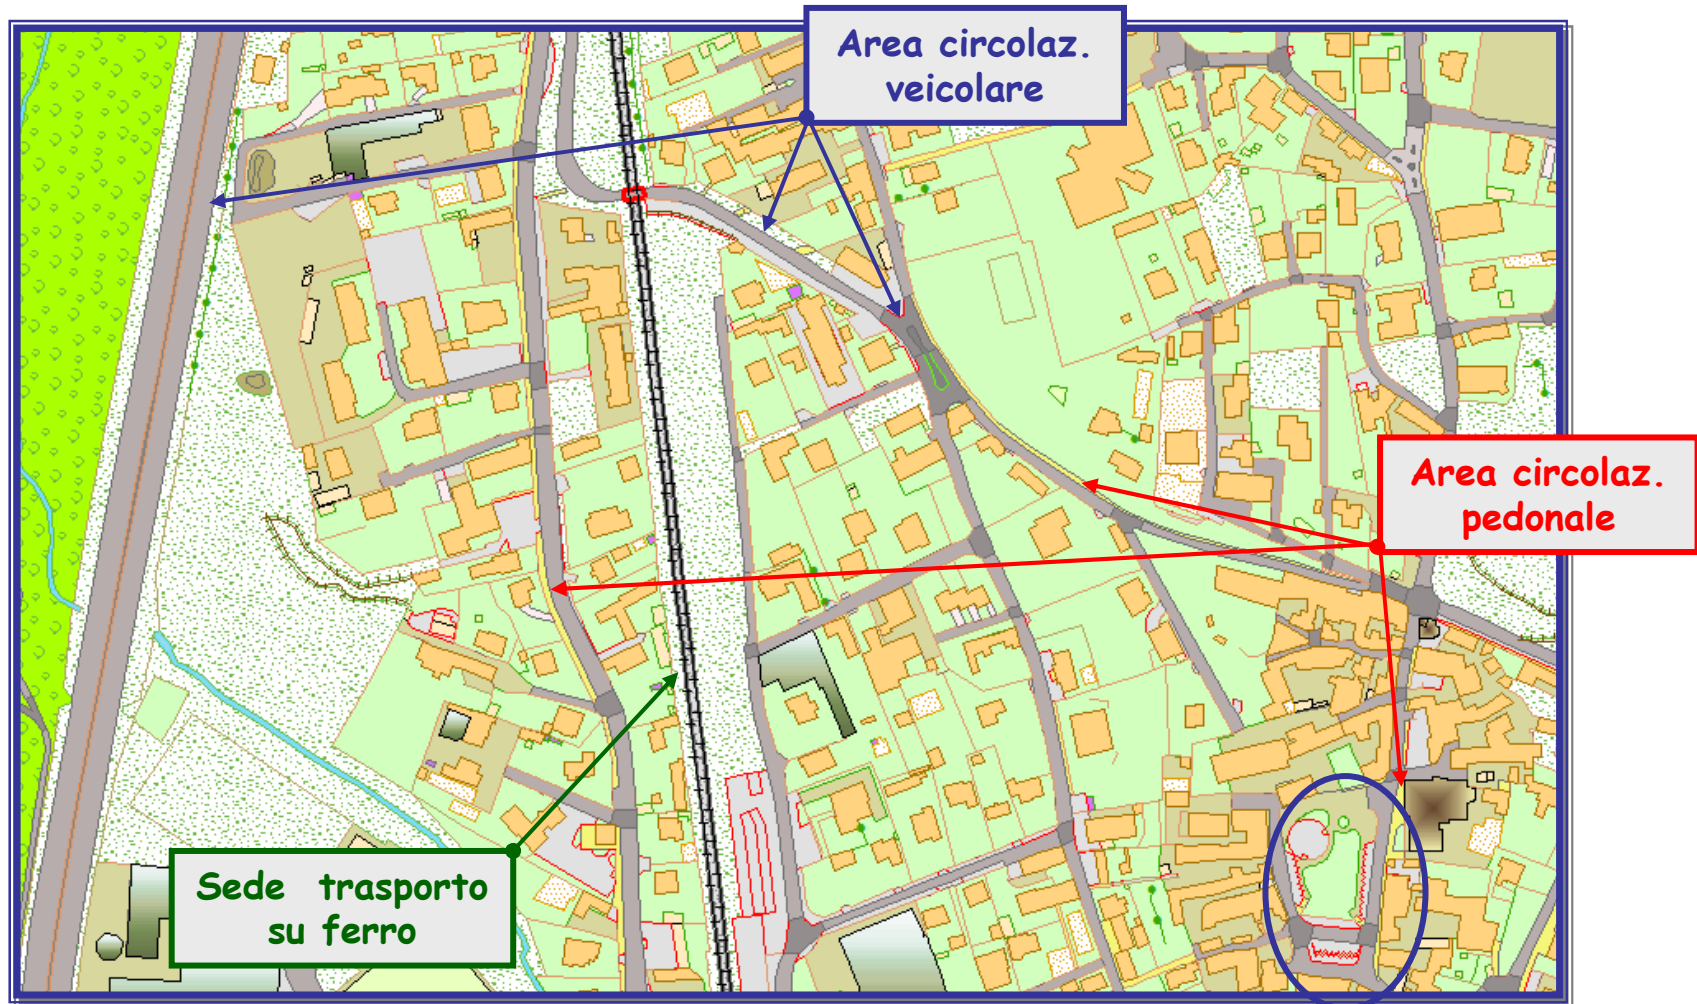 Area circolaz.
veicolare
Area circolaz.
pedonale
Sede trasporto
su ferro